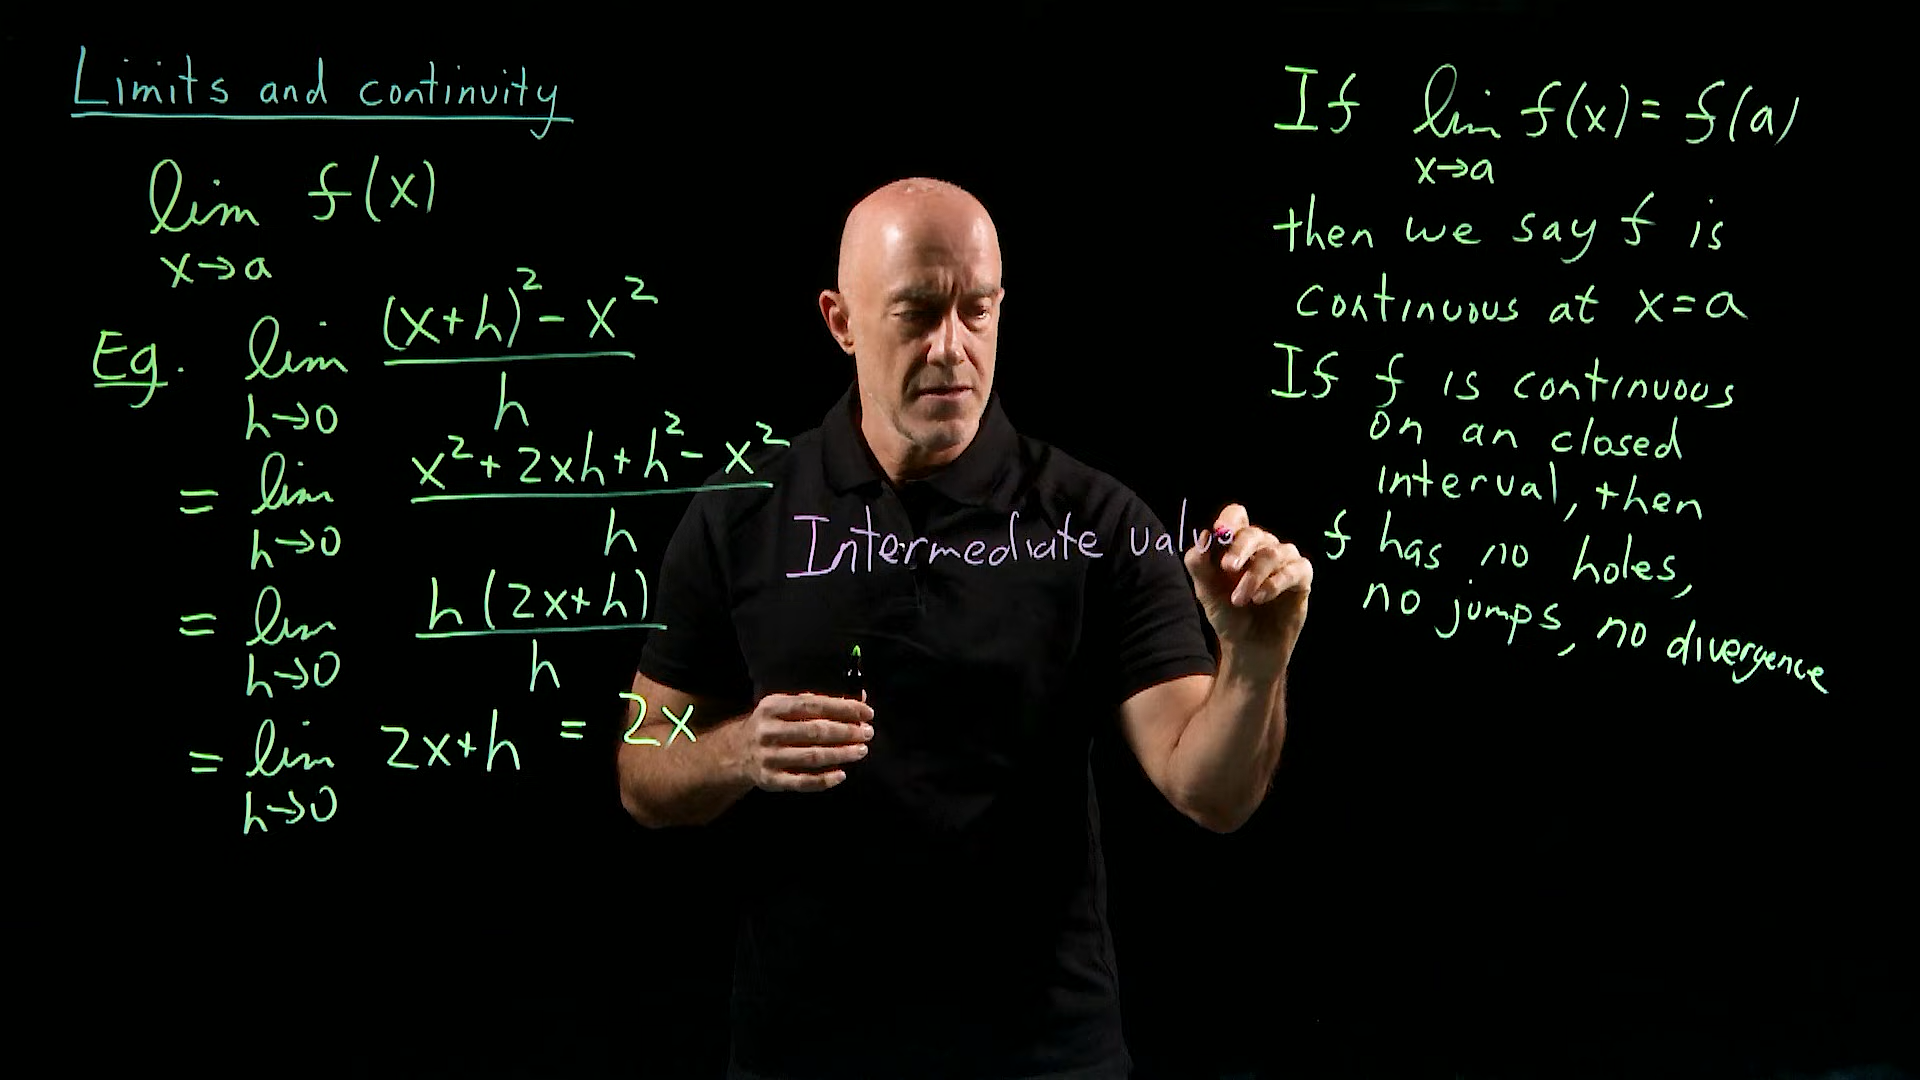 Limits and continuity
lim f(x)
x→a
Eg. lim (x+h)² - x²
h→0 h
= lim x² + 2xh + h² - x²
h→0 h
= lim h(2x+h)
h→0 h
= lim 2x+h = 2x
h→0
Intermediate value
If lim f(x) = f(a)
x→a
then we say f is
continuous at x=a
If f is continuous
on an closed
interval, then
f has no holes,
no jumps, no divergence